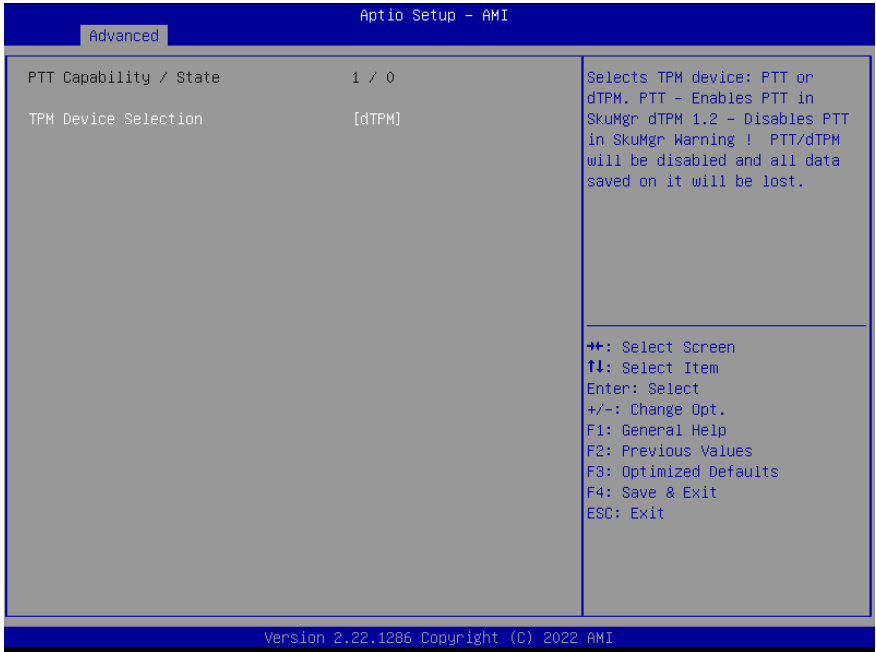 Aptio Setup – AMI
Advanced
PTT Capability / State 1 / 0
TPM Device Selection [dTPM]
Selects TPM device: PTT or
dTPM. PTT – Enables PTT in
SkuMgr dTPM 1.2 – Disables PTT
in SkuMgr Warning ! PTT/dTPM
will be disabled and all data
saved on it will be lost.
→←: Select Screen
↑↓: Select Item
Enter: Select
+/-: Change Opt.
F1: General Help
F2: Previous Values
F3: Optimized Defaults
F4: Save & Exit
ESC: Exit
Version 2.22.1286 Copyright (C) 2022 AMI